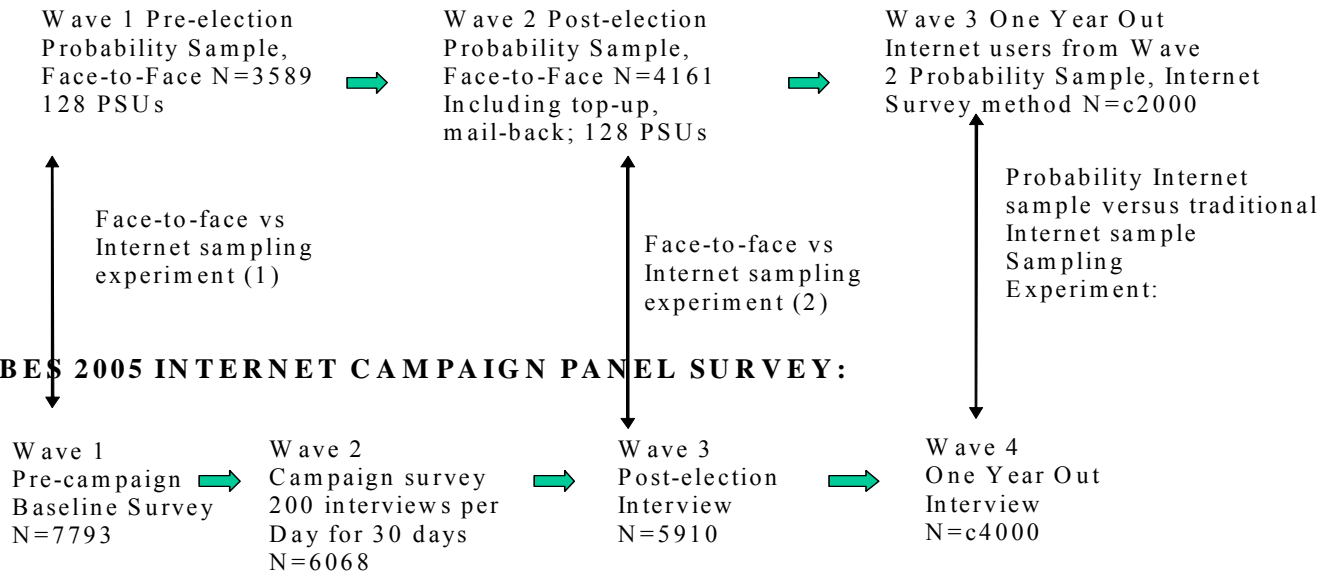 Wave 1 Pre-election
Probability Sample,
Face-to-Face N=3589
128 PSUs
Wave 2 Post-election
Probability Sample,
Face-to-Face N=4161
Including top-up,
mail-back; 128 PSUs
Wave 3 One Year Out
Internet users from Wave
2 Probability Sample, Internet
Survey method N=c2000
Face-to-face vs
Internet sampling
experiment (1)
Face-to-face vs
Internet sampling
experiment (2)
Probability Internet
sample versus traditional
Internet sample
Sampling
Experiment:
BES 2005 INTERNET CAMPAIGN PANEL SURVEY:
Wave 1
Pre-campaign
Baseline Survey
N=7793
Wave 2
Campaign survey
200 interviews per
Day for 30 days
N=6068
Wave 3
Post-election
Interview
N=5910
Wave 4
One Year Out
Interview
N=c4000